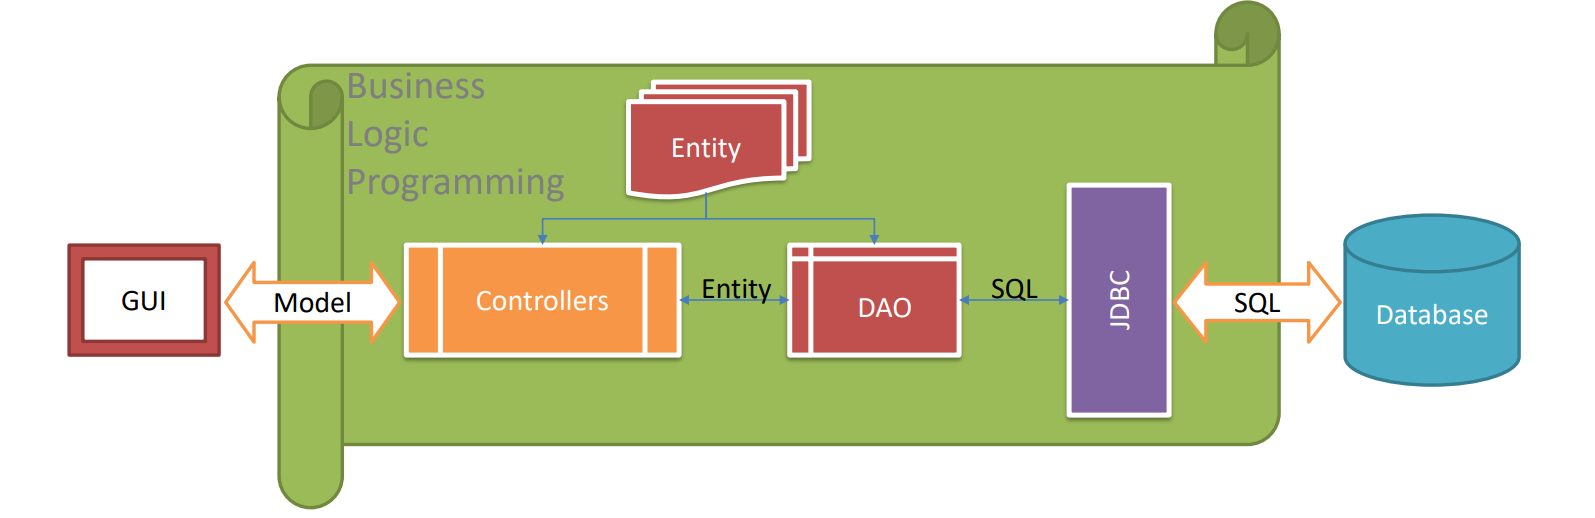 Business
Logic
Programming
Entity
GUI
Model
Controllers
Entity
DAO
SQL
JDBC
SQL
Database